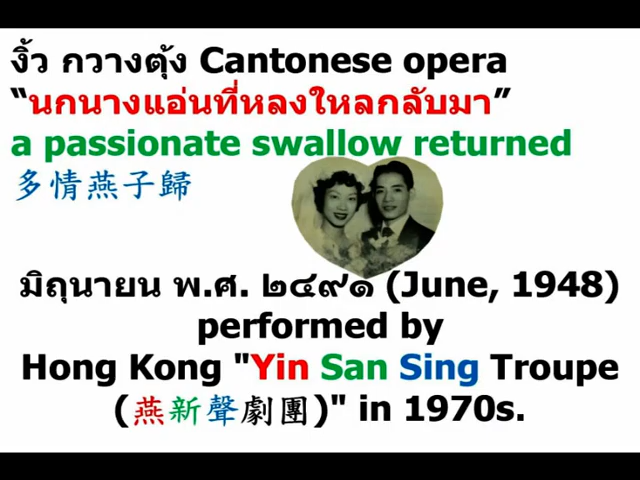 งิ้ว กวางตุ้ง Cantonese opera
“นกนางแอ่นที่หลงใหลกลับมา”
a passionate swallow returned
多情燕子歸
มิถุนายน พ.ศ. ๒๔๙๑ (June, 1948)
performed by
Hong Kong "Yin San Sing Troupe
(燕新聲劇團)" in 1970s.